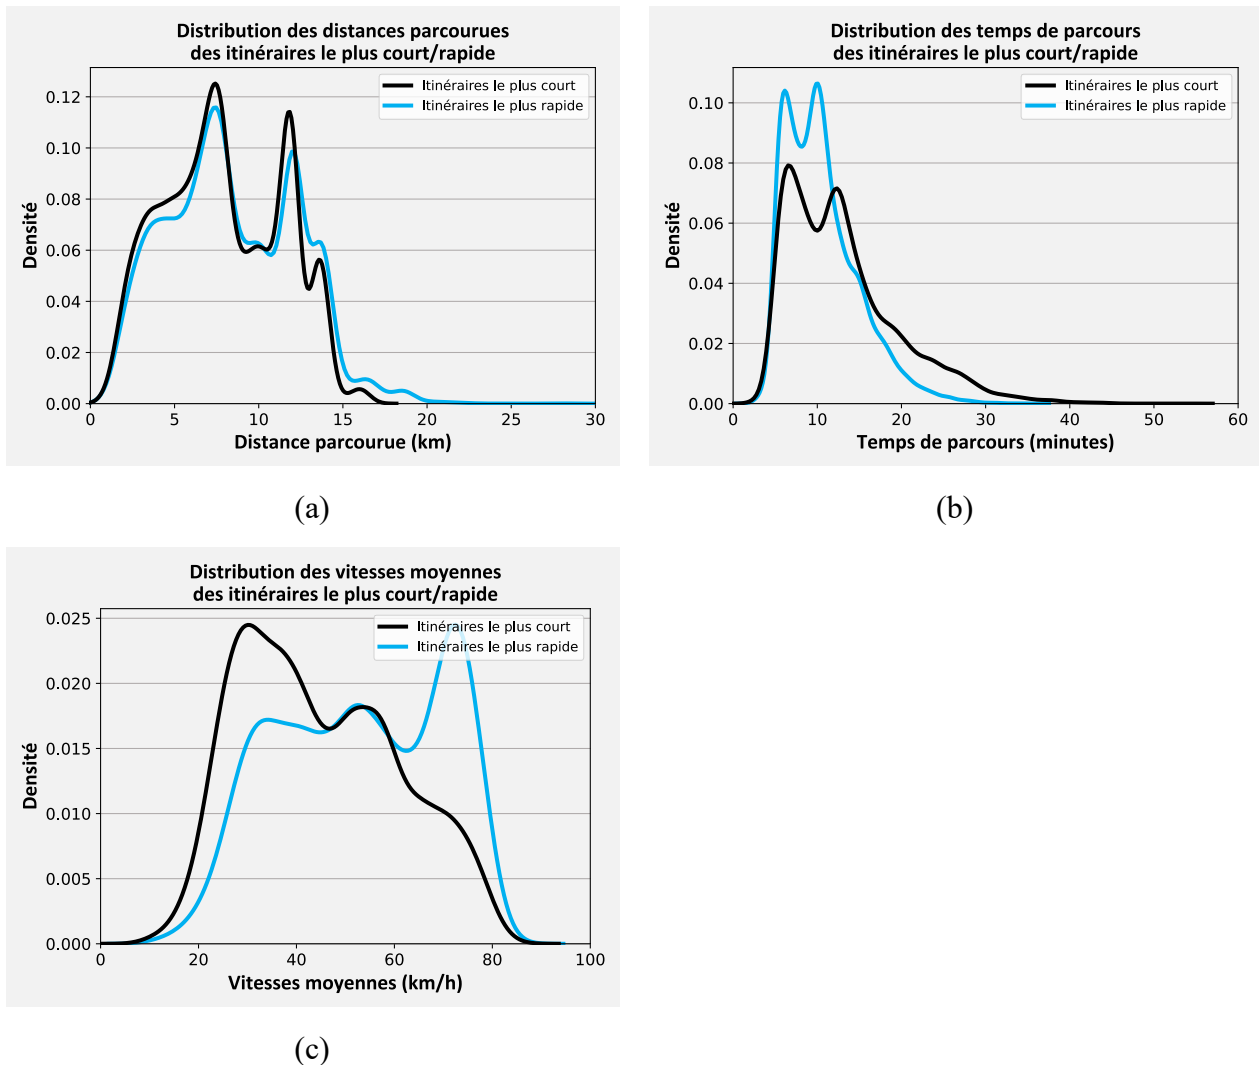 Distribution des distances parcourues
des itinéraires le plus court/rapide
Itinéraires le plus court
Itinéraires le plus rapide
0.12
0.10
0.08
0.06
0.04
0.02
0.00
Densité
0 5 10 15 20 25 30
Distance parcourue (km)
(a)
Distribution des temps de parcours
des itinéraires le plus court/rapide
Itinéraires le plus court
Itinéraires le plus rapide
0.10
0.08
0.06
0.04
0.02
0.00
Densité
0 10 20 30 40 50 60
Temps de parcours (minutes)
(b)
Distribution des vitesses moyennes
des itinéraires le plus court/rapide
Itinéraires le plus court
Itinéraires le plus rapide
0.025
0.020
0.015
0.010
0.005
0.000
Densité
0 20 40 60 80 100
Vitesses moyennes (km/h)
(c)